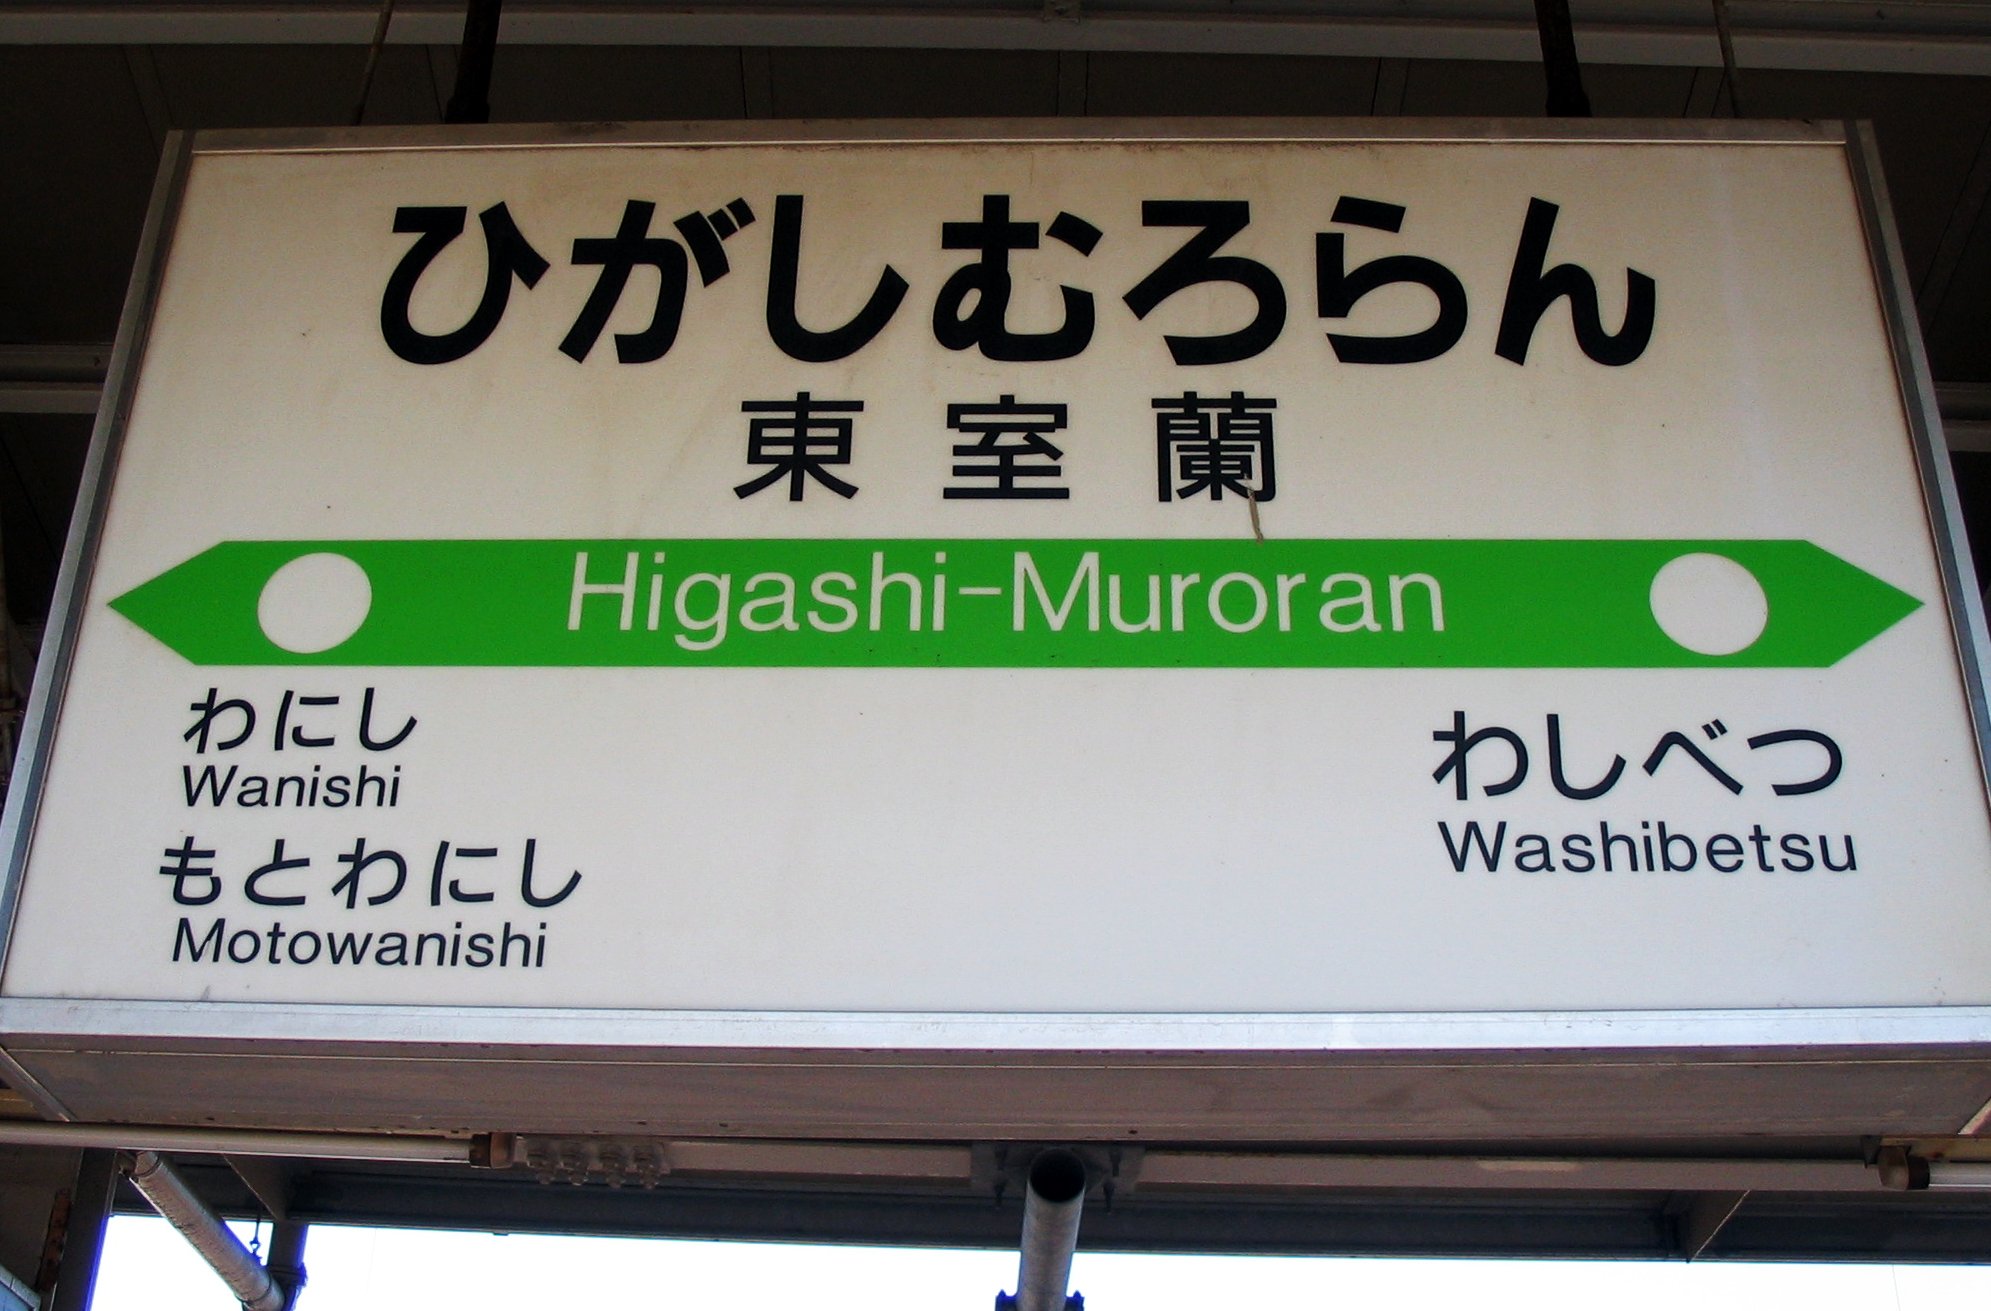 ひがしむろらん
東室蘭
Higashi-Muroran
わにし
Wanishi
もとわにし
Motowanishi
わしべつ
Washibetsu